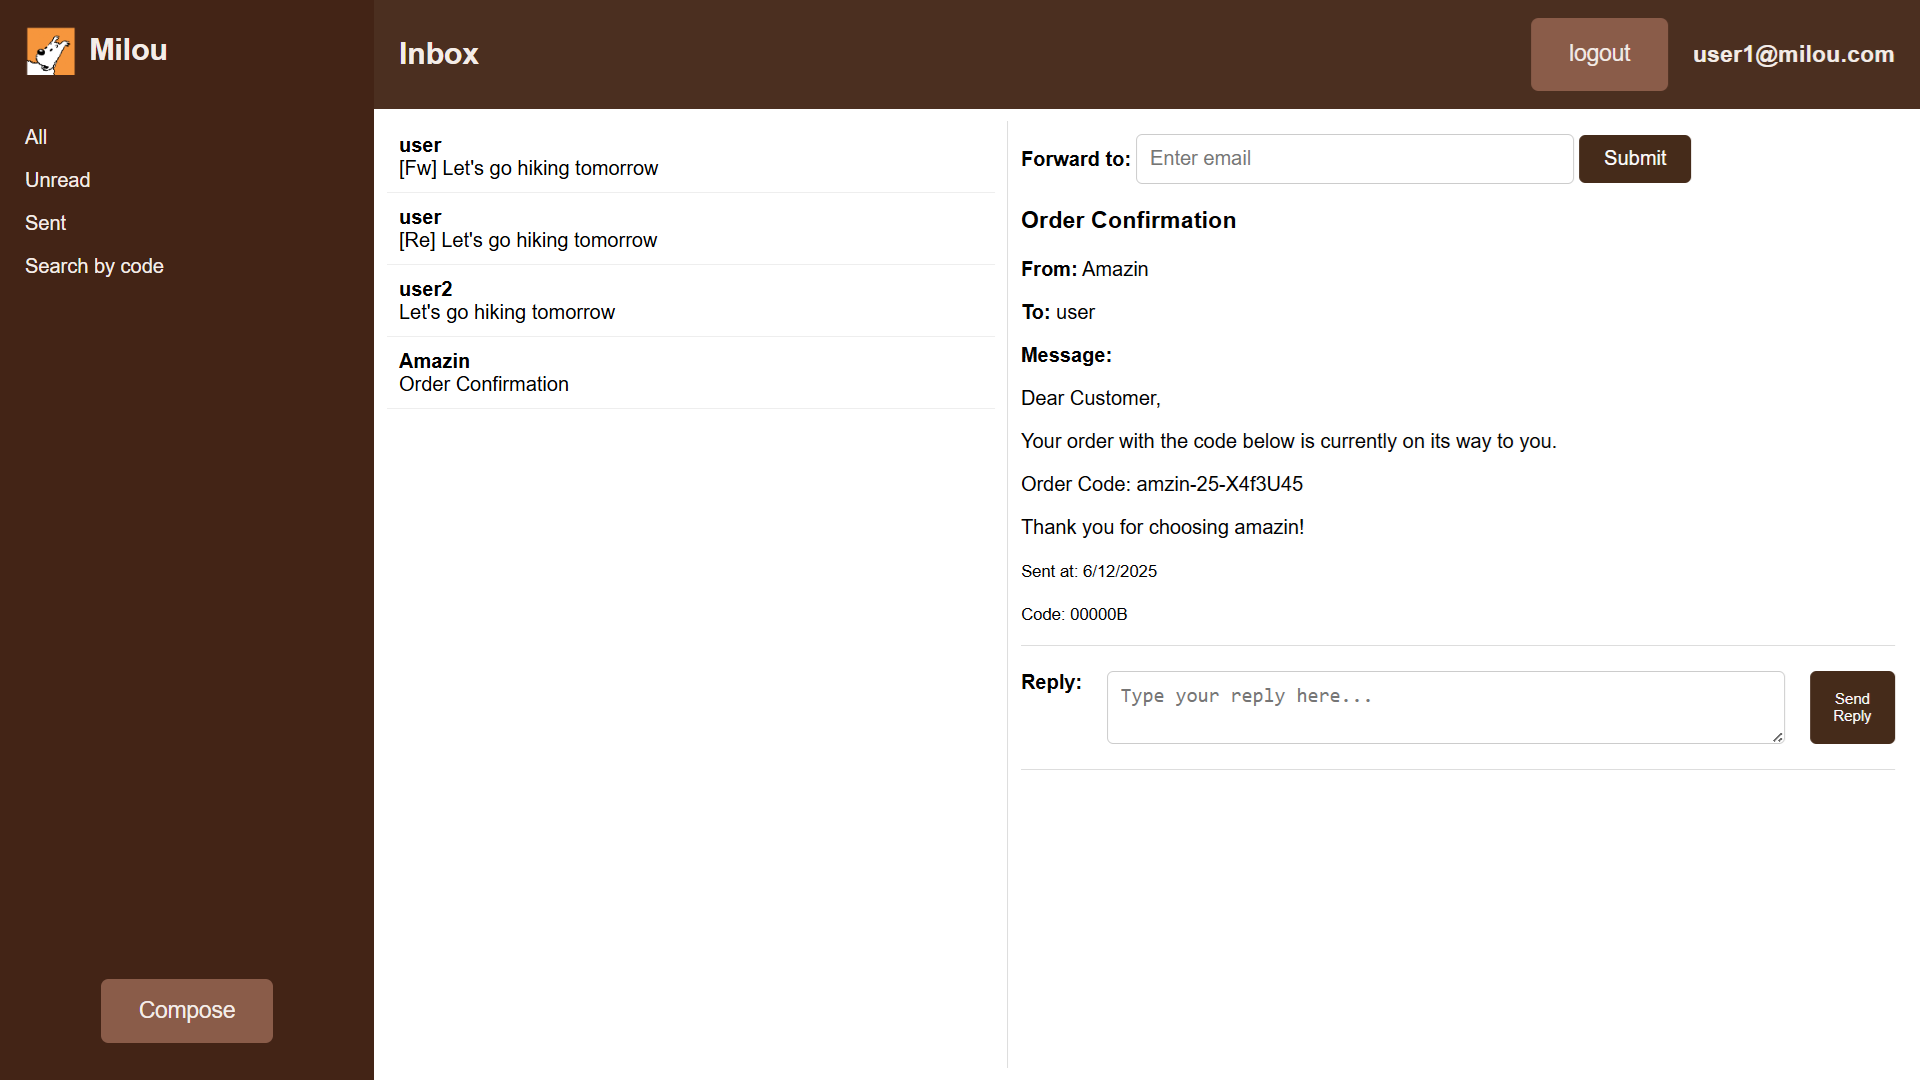 Milou
All
Unread
Sent
Search by code
Compose
Inbox
logout
user1@milou.com
user
[Fw] Let's go hiking tomorrow
user
[Re] Let's go hiking tomorrow
user2
Let's go hiking tomorrow
Amazin
Order Confirmation
Forward to: Enter email Submit
Order Confirmation
From: Amazin
To: user
Message:
Dear Customer,
Your order with the code below is currently on its way to you.
Order Code: amzin-25-X4f3U45
Thank you for choosing amazin!
Sent at: 6/12/2025
Code: 00000B
Reply: Type your reply here...
Send
Reply